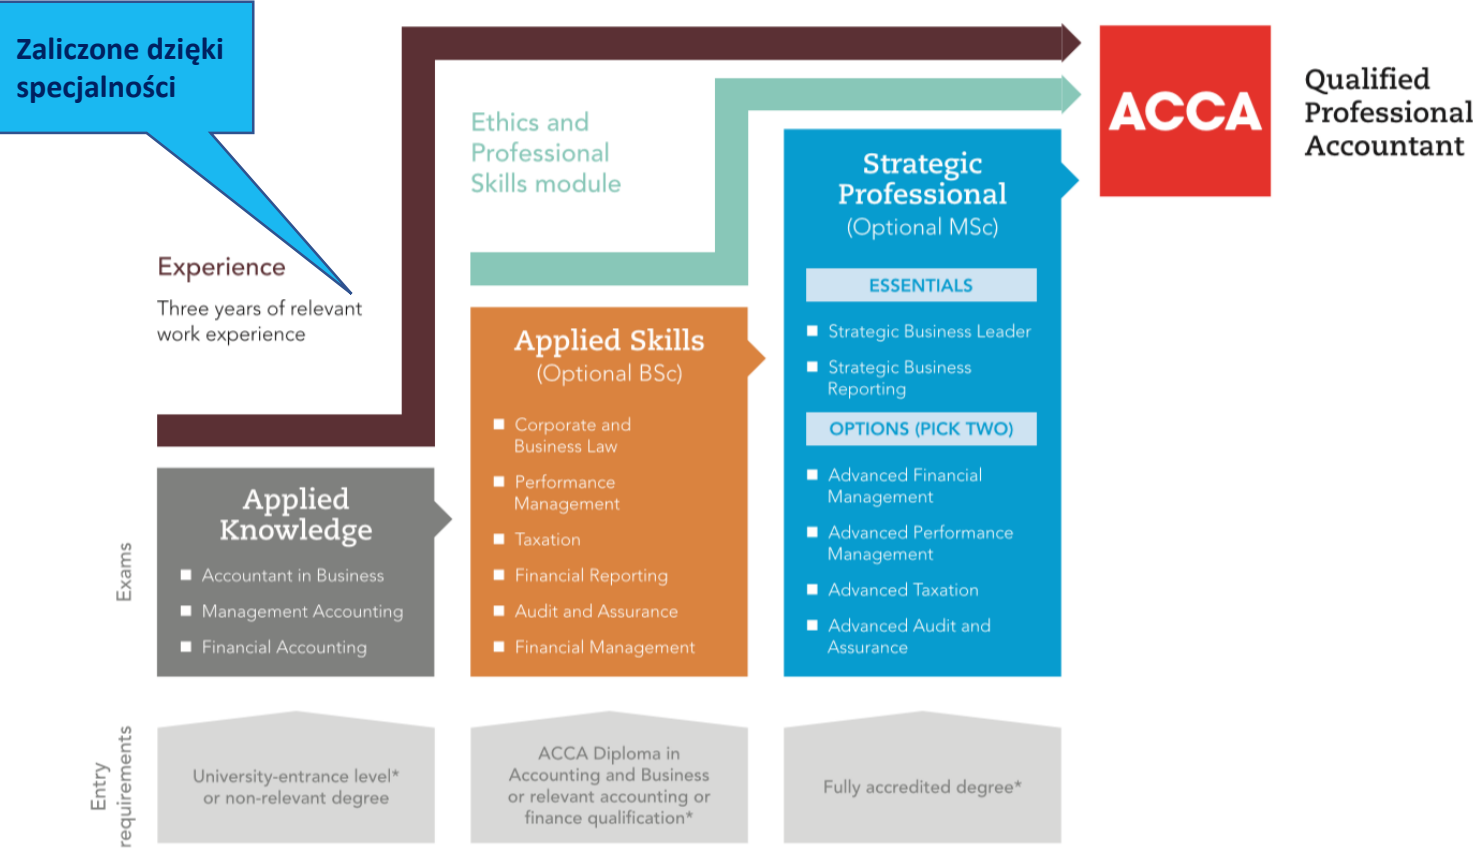 Zaliczone dzięki
specjalności
ACCA
Qualified
Professional
Accountant
Ethics and
Professional
Skills module
Experience
Three years of relevant
work experience
Exams
Applied
Knowledge
Accountant in Business
Management Accounting
Financial Accounting
Applied Skills
(Optional BSc)
Corporate and
Business Law
Performance
Management
Taxation
Financial Reporting
Audit and Assurance
Financial Management
Strategic
Professional
(Optional MSc)
ESSENTIALS
Strategic Business Leader
Strategic Business
Reporting
OPTIONS (PICK TWO)
Advanced Financial
Management
Advanced Performance
Management
Advanced Taxation
Advanced Audit and
Assurance
Entry
requirements
University-entrance level*
or non-relevant degree
ACCA Diploma in
Accounting and Business
or relevant accounting or
finance qualification*
Fully accredited degree*